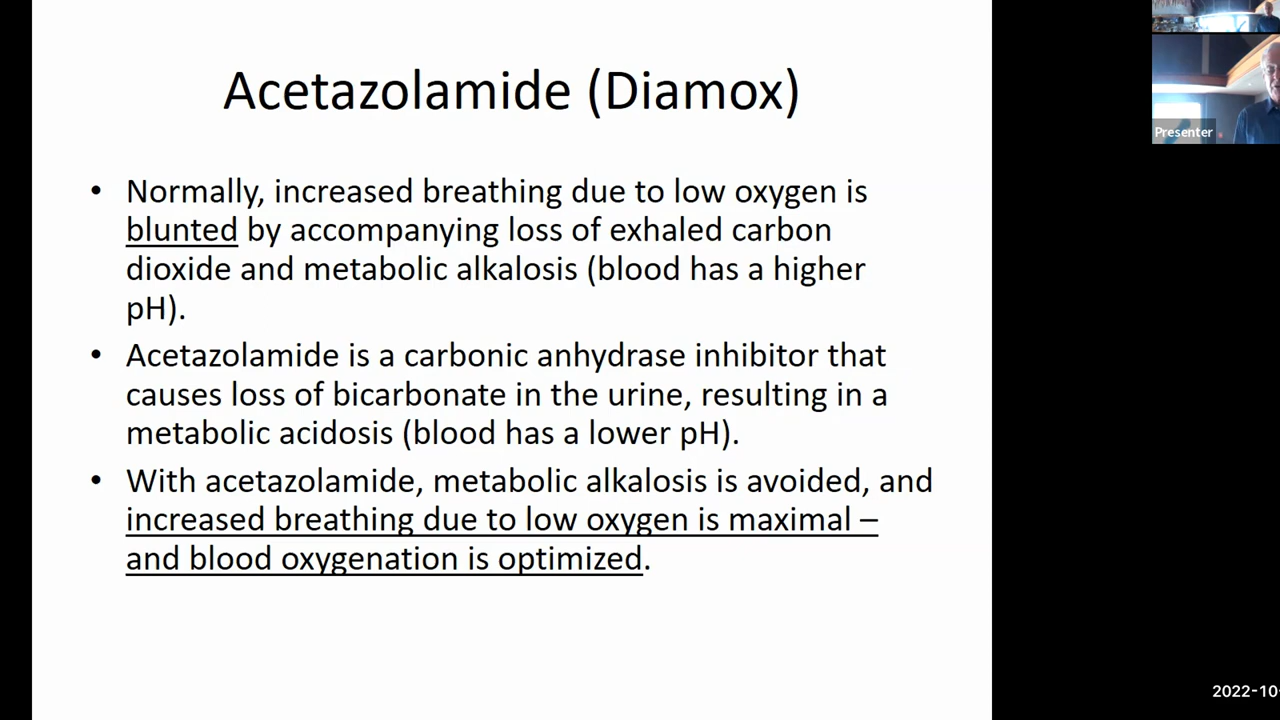 Acetazolamide (Diamox)
• Normally, increased breathing due to low oxygen is
blunted by accompanying loss of exhaled carbon
dioxide and metabolic alkalosis (blood has a higher
pH).
• Acetazolamide is a carbonic anhydrase inhibitor that
causes loss of bicarbonate in the urine, resulting in a
metabolic acidosis (blood has a lower pH).
• With acetazolamide, metabolic alkalosis is avoided, and
increased breathing due to low oxygen is maximal –
and blood oxygenation is optimized.
Presenter
2022-10-